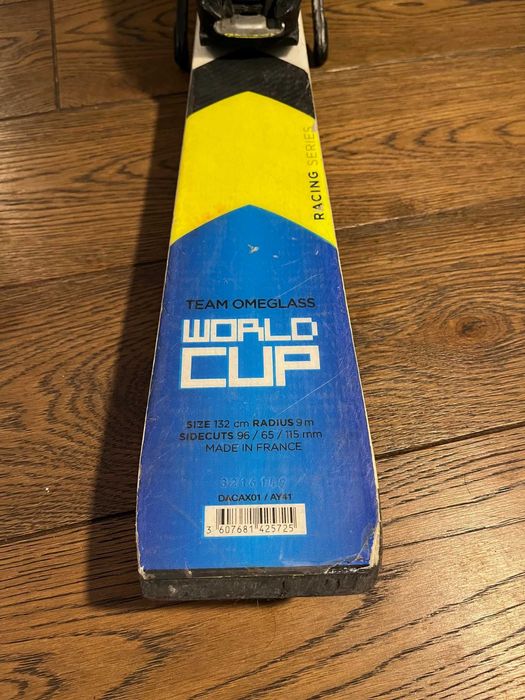 RACING SERIES
TEAM OMEGLASS
WORLD
CUP
SIZE 132 cm RADIUS 9 m
SIDECUTS 96 / 65 / 115 mm
MADE IN FRANCE
DACAX01 / AY41
3 607681 425725